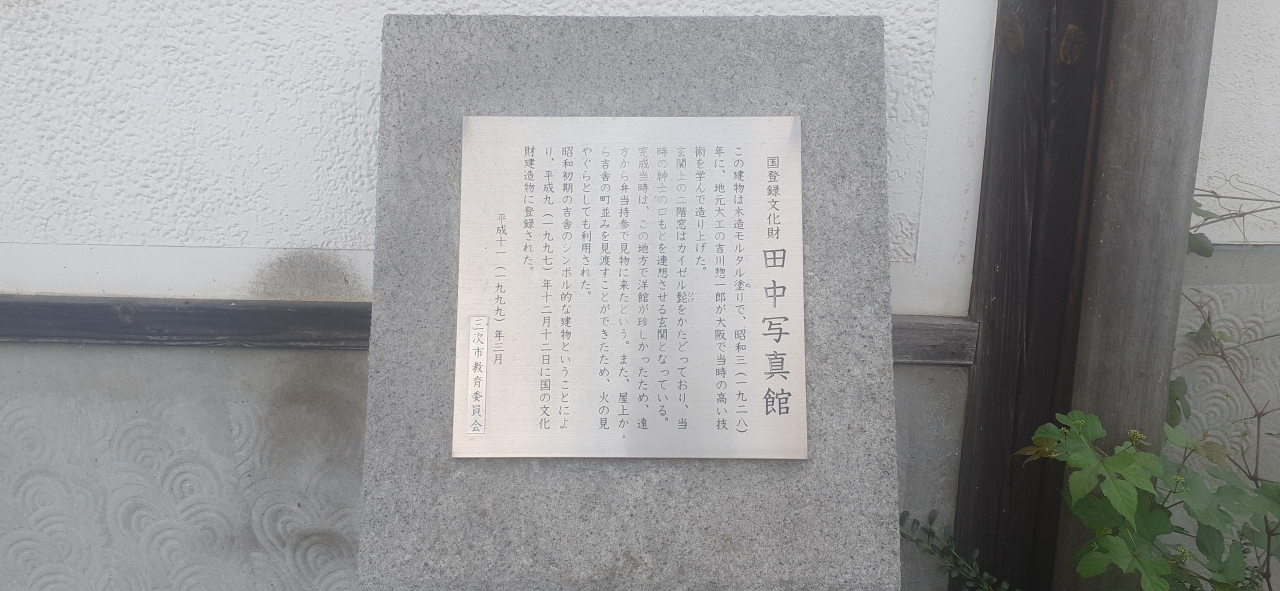 国登録文化財 田中写真館
この建物は木造モルタル塗りで、昭和三（一九二八）
年に、地元大工の吉川惣一郎が大阪で当時の高い技
術を学んで造り上げた。
玄関上の二階窓はカイゼル髭をかたどっており、当
時の紳士の口もとを連想させる玄関となっている。
完成当時は、この地方で洋館が珍しかったため、遠
方から弁当持参で見物に来たという。また、屋上か
ら吉舎の町並みを見渡すことができたため、火の見
やぐらとしても利用された。
昭和初期の吉舎のシンボル的な建物ということによ
り、平成九（一九九七）年十二月十二日に国の文化
財建造物に登録された。
平成十一（一九九九）年三月
三次市教育委員会